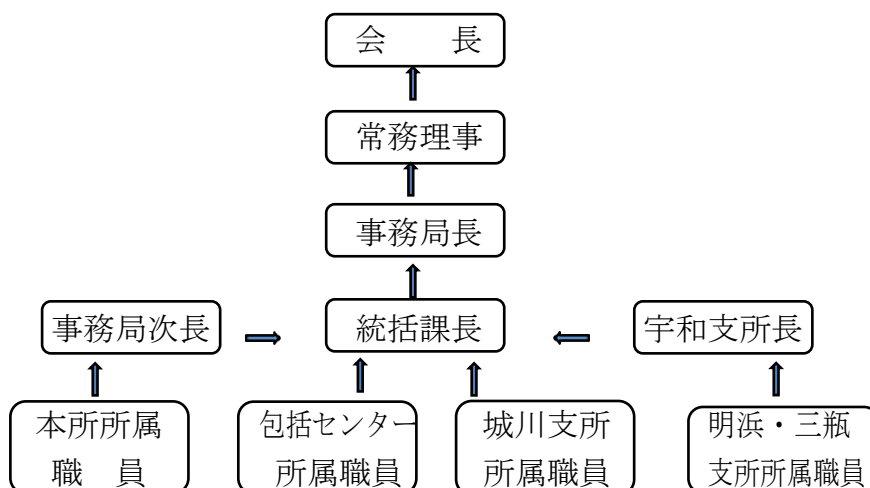 会　　長
常務理事
事務局長
事務局次長
統括課長
宇和支所長
本所所属
職　員
包括センター
所属職員
城川支所
所属職員
明浜・三瓶
支所所属職員